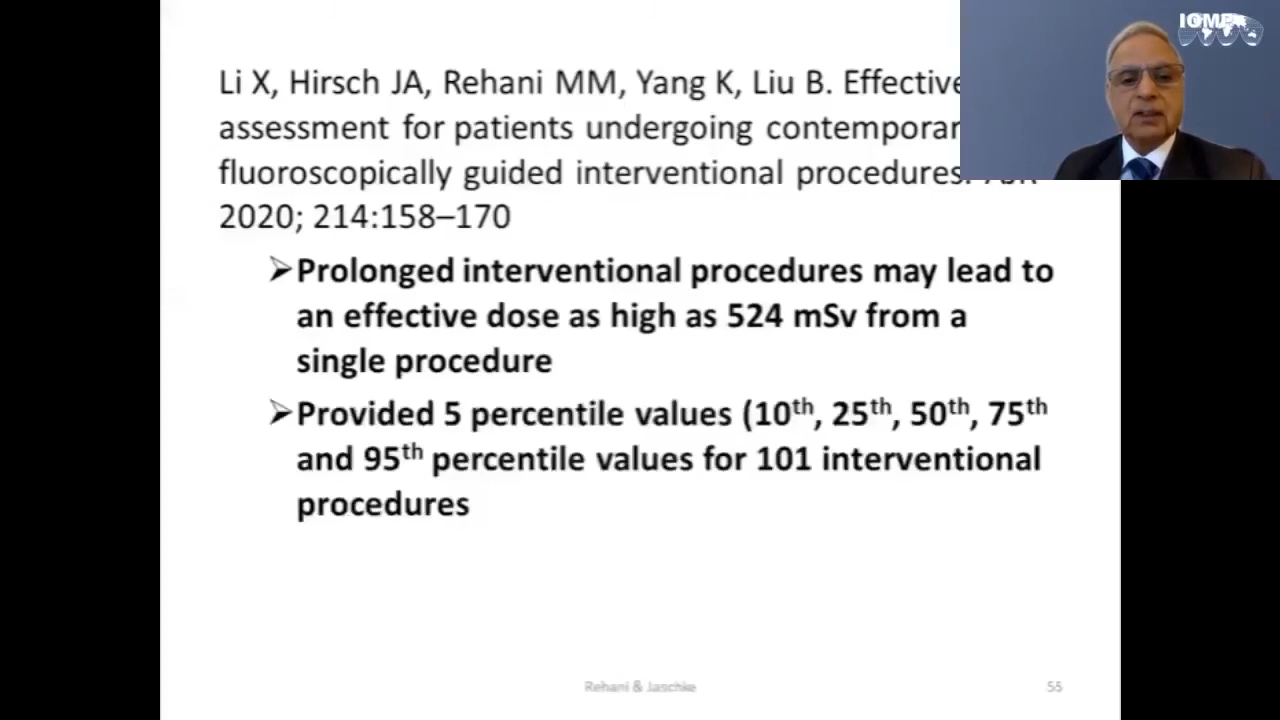 IOMP
Li X, Hirsch JA, Rehani MM, Yang K, Liu B. Effective
assessment for patients undergoing contemporar
fluoroscopically guided interventional procedures.
2020; 214:158–170
➢Prolonged interventional procedures may lead to
an effective dose as high as 524 mSv from a
single procedure
➢Provided 5 percentile values (10th, 25th, 50th, 75th
and 95th percentile values for 101 interventional
procedures
Rehani & Jaschke
55